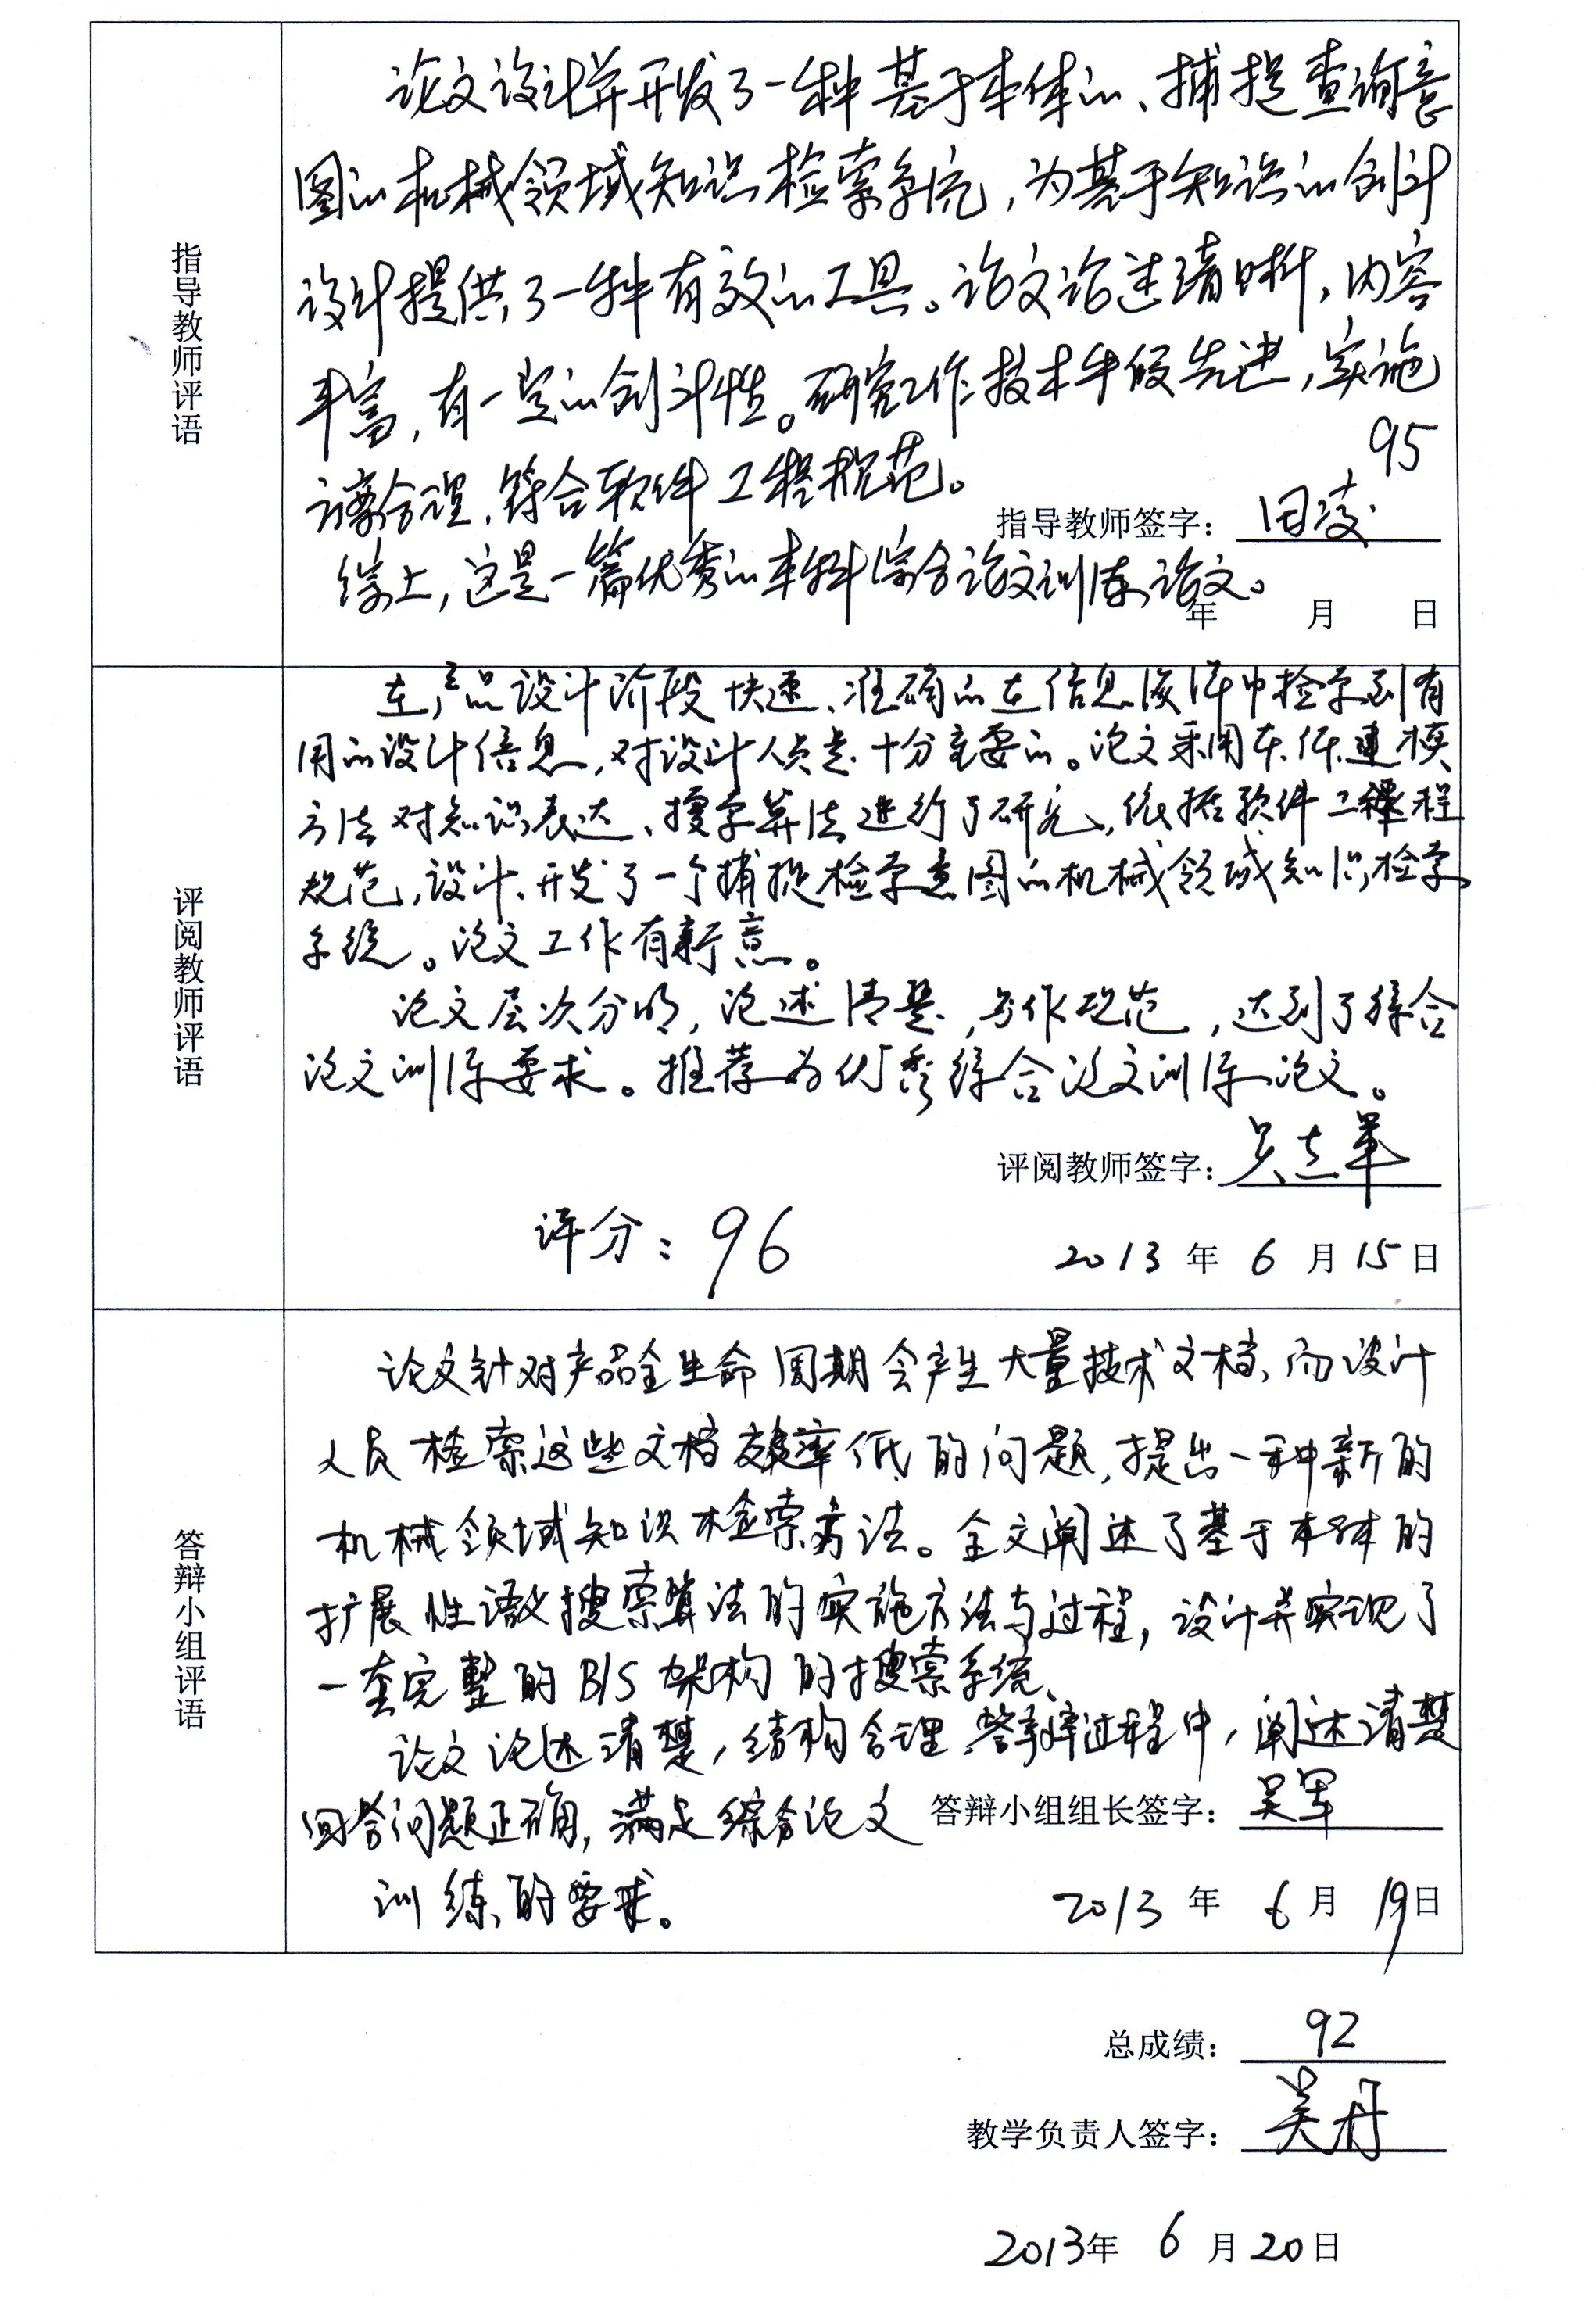 指导教师评语
论文设计并开发了一种基于本体的、捕捉查询意
图的机械领域知识检索系统，为基于知识的创新
设计提供了一种有效的工具。论文论述清晰，内容
丰富，有一定的创新性。研究工作技术手段先进，实施
方案合理，符合软件工程规范。
95
指导教师签字：田凌
综上，这是一篇优秀的本科综合论文训练论文。
年 月 日
评阅教师评语
在产品设计阶段快速、准确的在信息海洋中检索到有
用的设计信息，对设计人员是十分重要的。论文采用本体建模
方法对知识表达、搜索算法进行了研究，依据软件工程
规范，设计、开发了一个捕捉检索意图的机械领域知识检索
系统。论文工作有新意。
论文层次分明，论述清楚，写作规范，达到了综合
论文训练要求。推荐为优秀综合论文训练论文。
评阅教师签字：吴志军
评分：96
2013 年 6 月 15 日
答辩小组评语
论文针对产品全生命周期会产生大量技术文档，而设计
人员检索这些文档效率低的问题，提出一种新的
机械领域知识检索方法。全文阐述了基于本体的
扩展性语义搜索算法的实施方法与过程，设计并实现了
一套完整的B/S架构的搜索系统。
论文论述清楚，结构合理，答辩过程中，阐述清楚
回答问题正确，满足综合论文
答辩小组组长签字：吴军
训练的要求。
2013 年 6 月 19 日
总成绩：92
教学负责人签字：吴丹
2013年 6 月 20 日